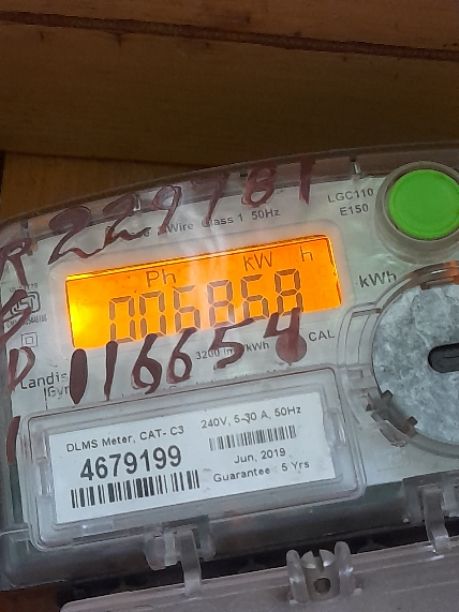 R229781
LGC110
E150
Wire Class 1 50Hz
Ph kW h
kWh
006868
3200 imp/kWh
CAL
P 116654
Landis
Gyr
DLMS Meter, CAT- C3
240V, 5-30 A, 50Hz
4679199
Jun, 2019
Guarantee 5 Yrs